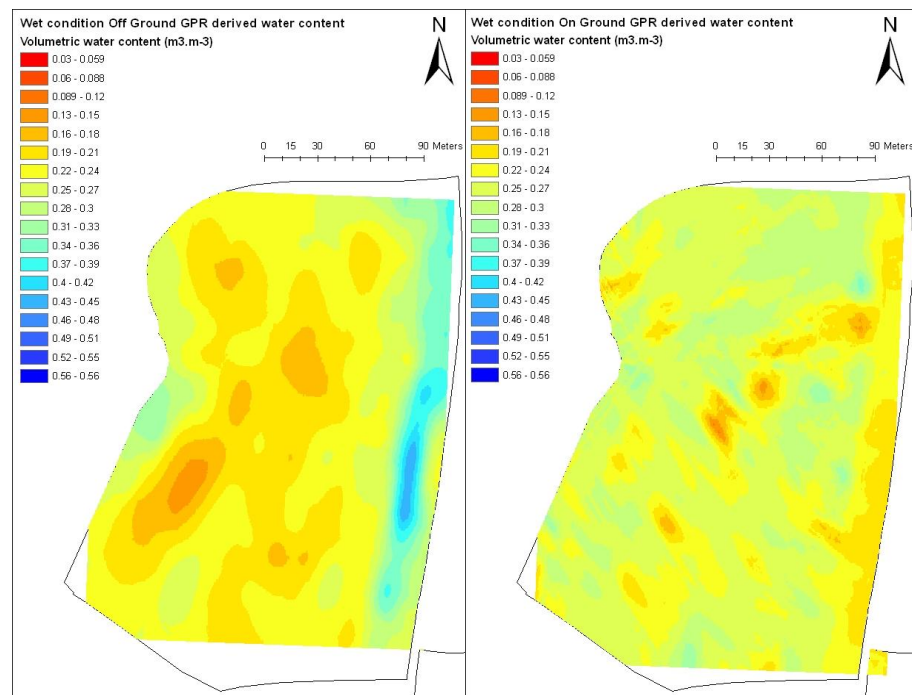 Wet condition Off Ground GPR derived water content
Volumetric water content (m3.m-3)
N
0.03 - 0.059
0.06 - 0.088
0.089 - 0.12
0.13 - 0.15
0.16 - 0.18
0.19 - 0.21
0.22 - 0.24
0.25 - 0.27
0.28 - 0.3
0.31 - 0.33
0.34 - 0.36
0.37 - 0.39
0.4 - 0.42
0.43 - 0.45
0.46 - 0.48
0.49 - 0.51
0.52 - 0.55
0.56 - 0.56
0 15 30 60 90 Meters
Wet condition On Ground GPR derived water content
Volumetric water content (m3.m-3)
N
0.03 - 0.059
0.06 - 0.088
0.089 - 0.12
0.13 - 0.15
0.16 - 0.18
0.19 - 0.21
0.22 - 0.24
0.25 - 0.27
0.28 - 0.3
0.31 - 0.33
0.34 - 0.36
0.37 - 0.39
0.4 - 0.42
0.43 - 0.45
0.46 - 0.48
0.49 - 0.51
0.52 - 0.55
0.56 - 0.56
0 15 30 60 90 Meters